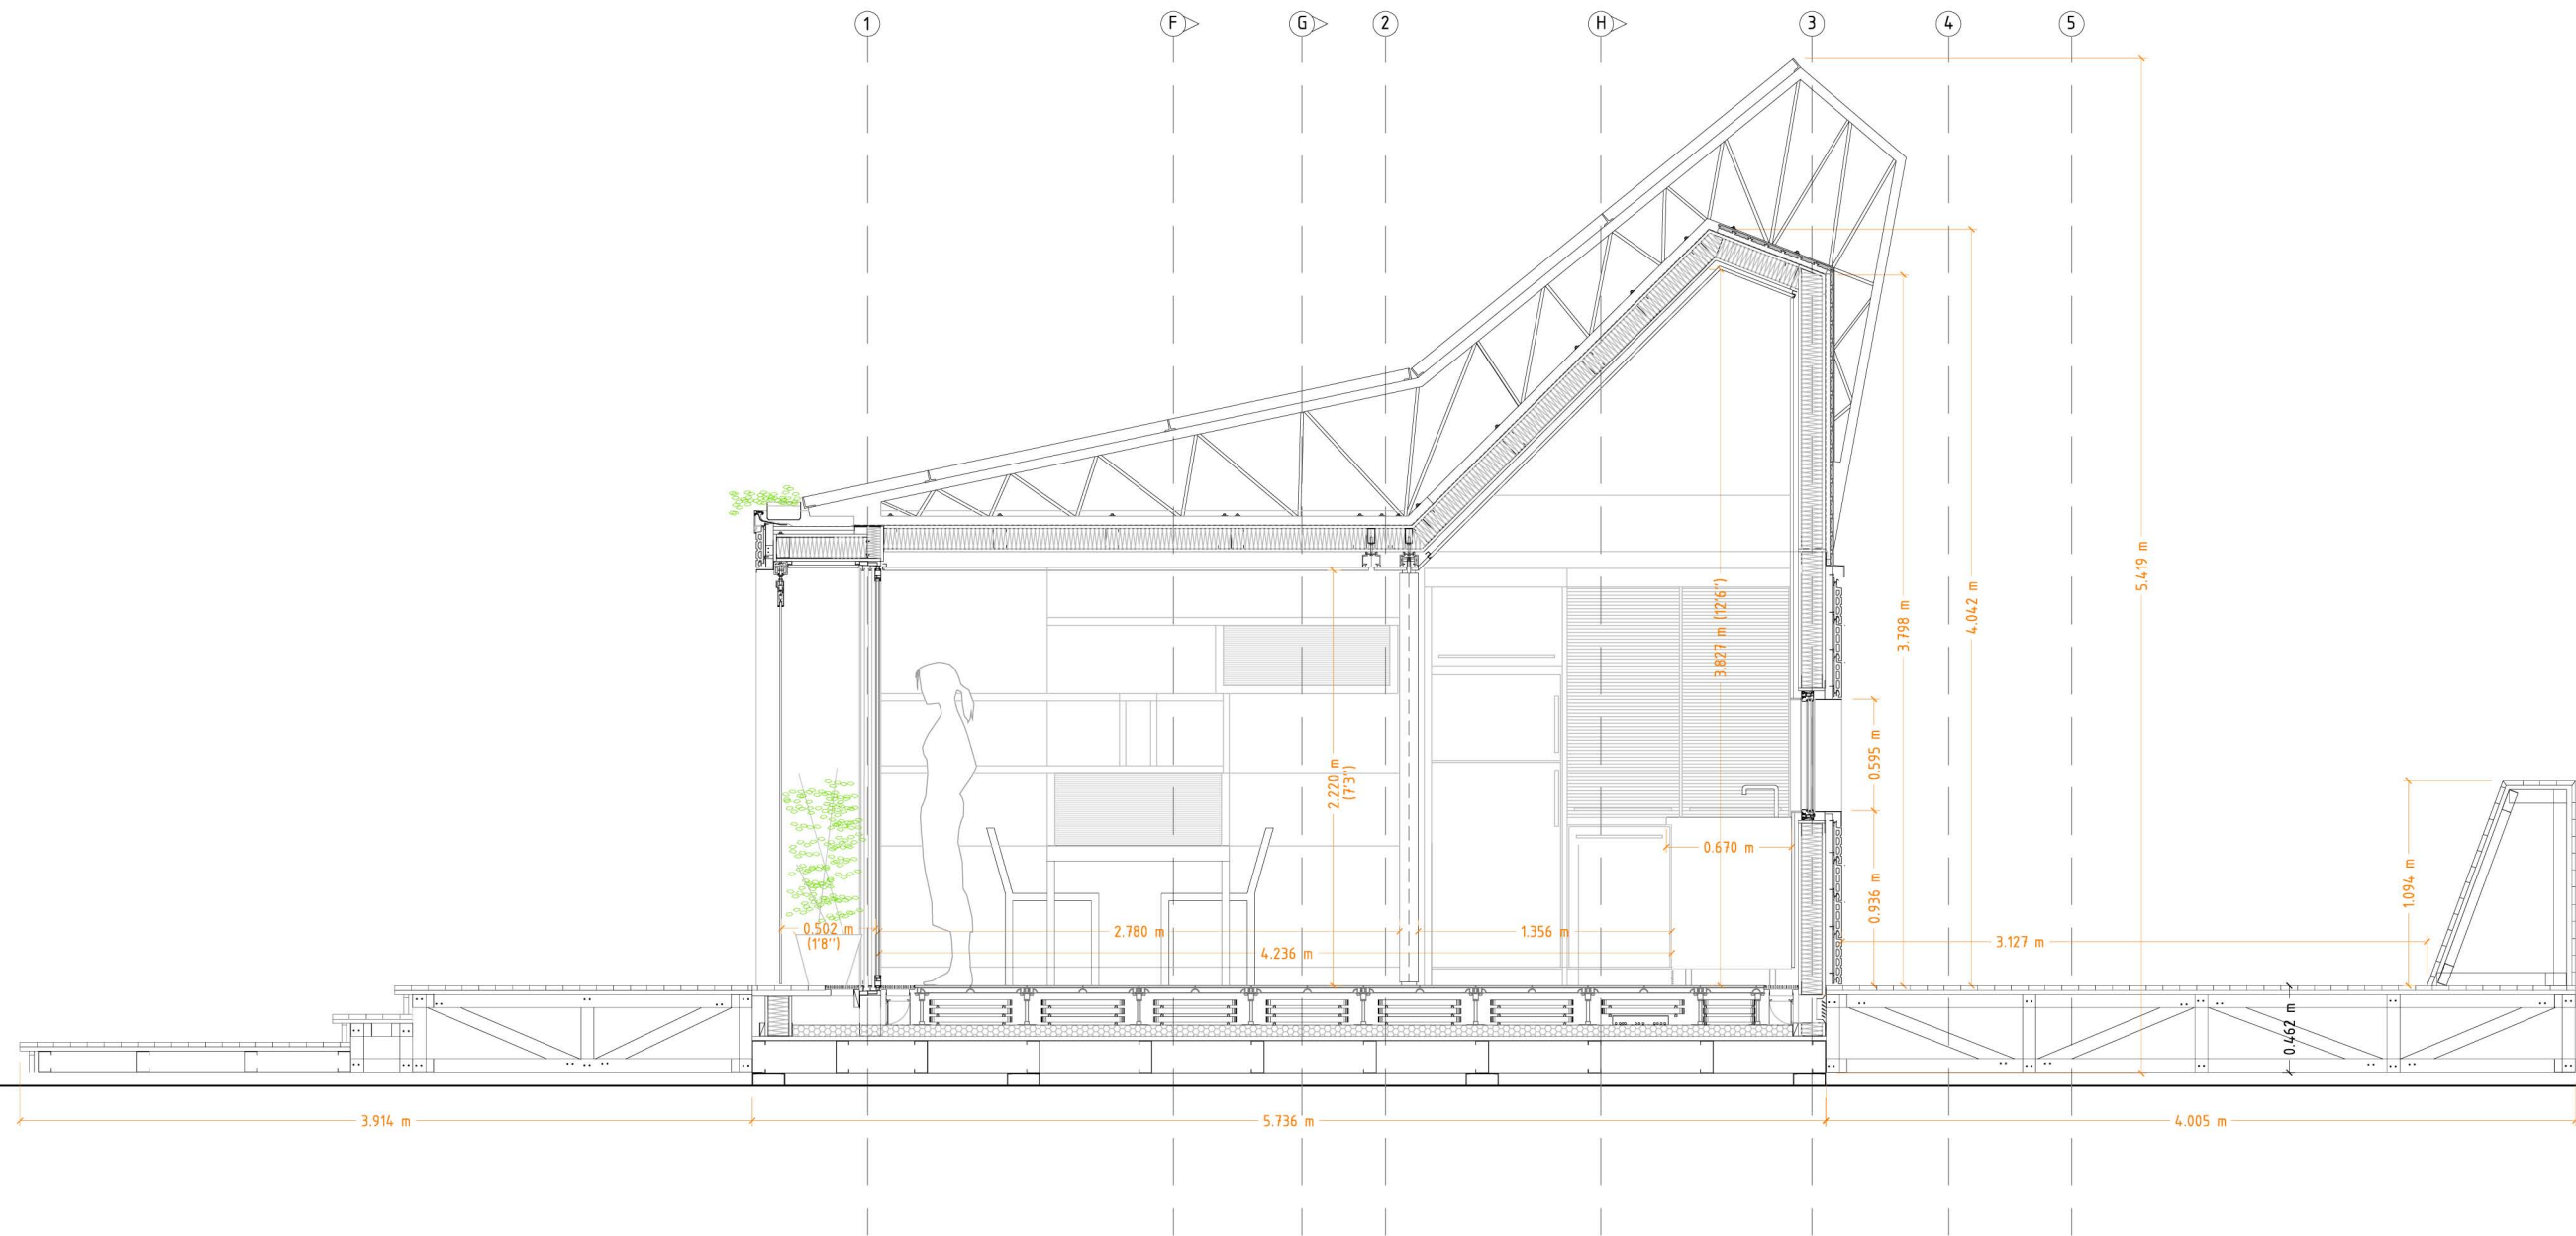 1
F
G
2
H
3
4
5
5.419 m
4.042 m
3.798 m
3.827 m (12'6'')
2.220 m
(7'3'')
0.595 m
0.670 m
0.936 m
1.094 m
0.502 m
(1'8'')
2.780 m
1.356 m
4.236 m
3.127 m
0.462 m
3.914 m
5.736 m
4.005 m